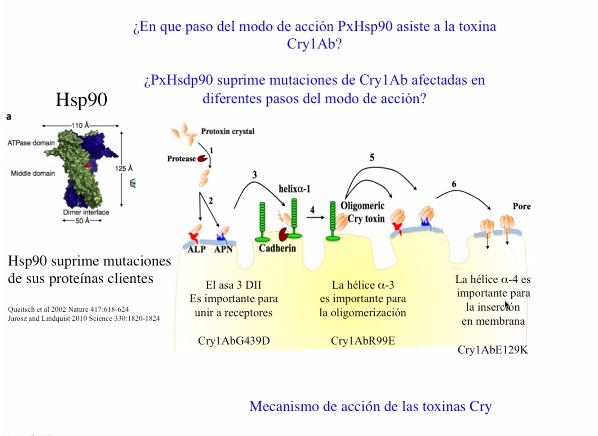 ¿En que paso del modo de acción PxHsp90 asiste a la toxina
Cry1Ab?
¿PxHsdp90 suprime mutaciones de Cry1Ab afectadas en
diferentes pasos del modo de acción?
Hsp90
a
110 Å
ATPase domain
Middle domain
125 Å
Dimer interface
50 Å
Protoxin crystal
Protease
1
2
3
4
5
6
helixα-1
Oligomeric
Cry toxin
Pore
ALP
APN
Cadherin
Hsp90 suprime mutaciones
de sus proteínas clientes
Queitsch et al 2002 Nature 417:618-624
Jarosz and Lindquist 2010 Science 330:1820-1824
El asa 3 DII
Es importante para
unir a receptores
Cry1AbG439D
La hélice α-3
es importante para
la oligomerización
Cry1AbR99E
La hélice α-4 es
importante para
la inserción
en membrana
Cry1AbE129K
Mecanismo de acción de las toxinas Cry